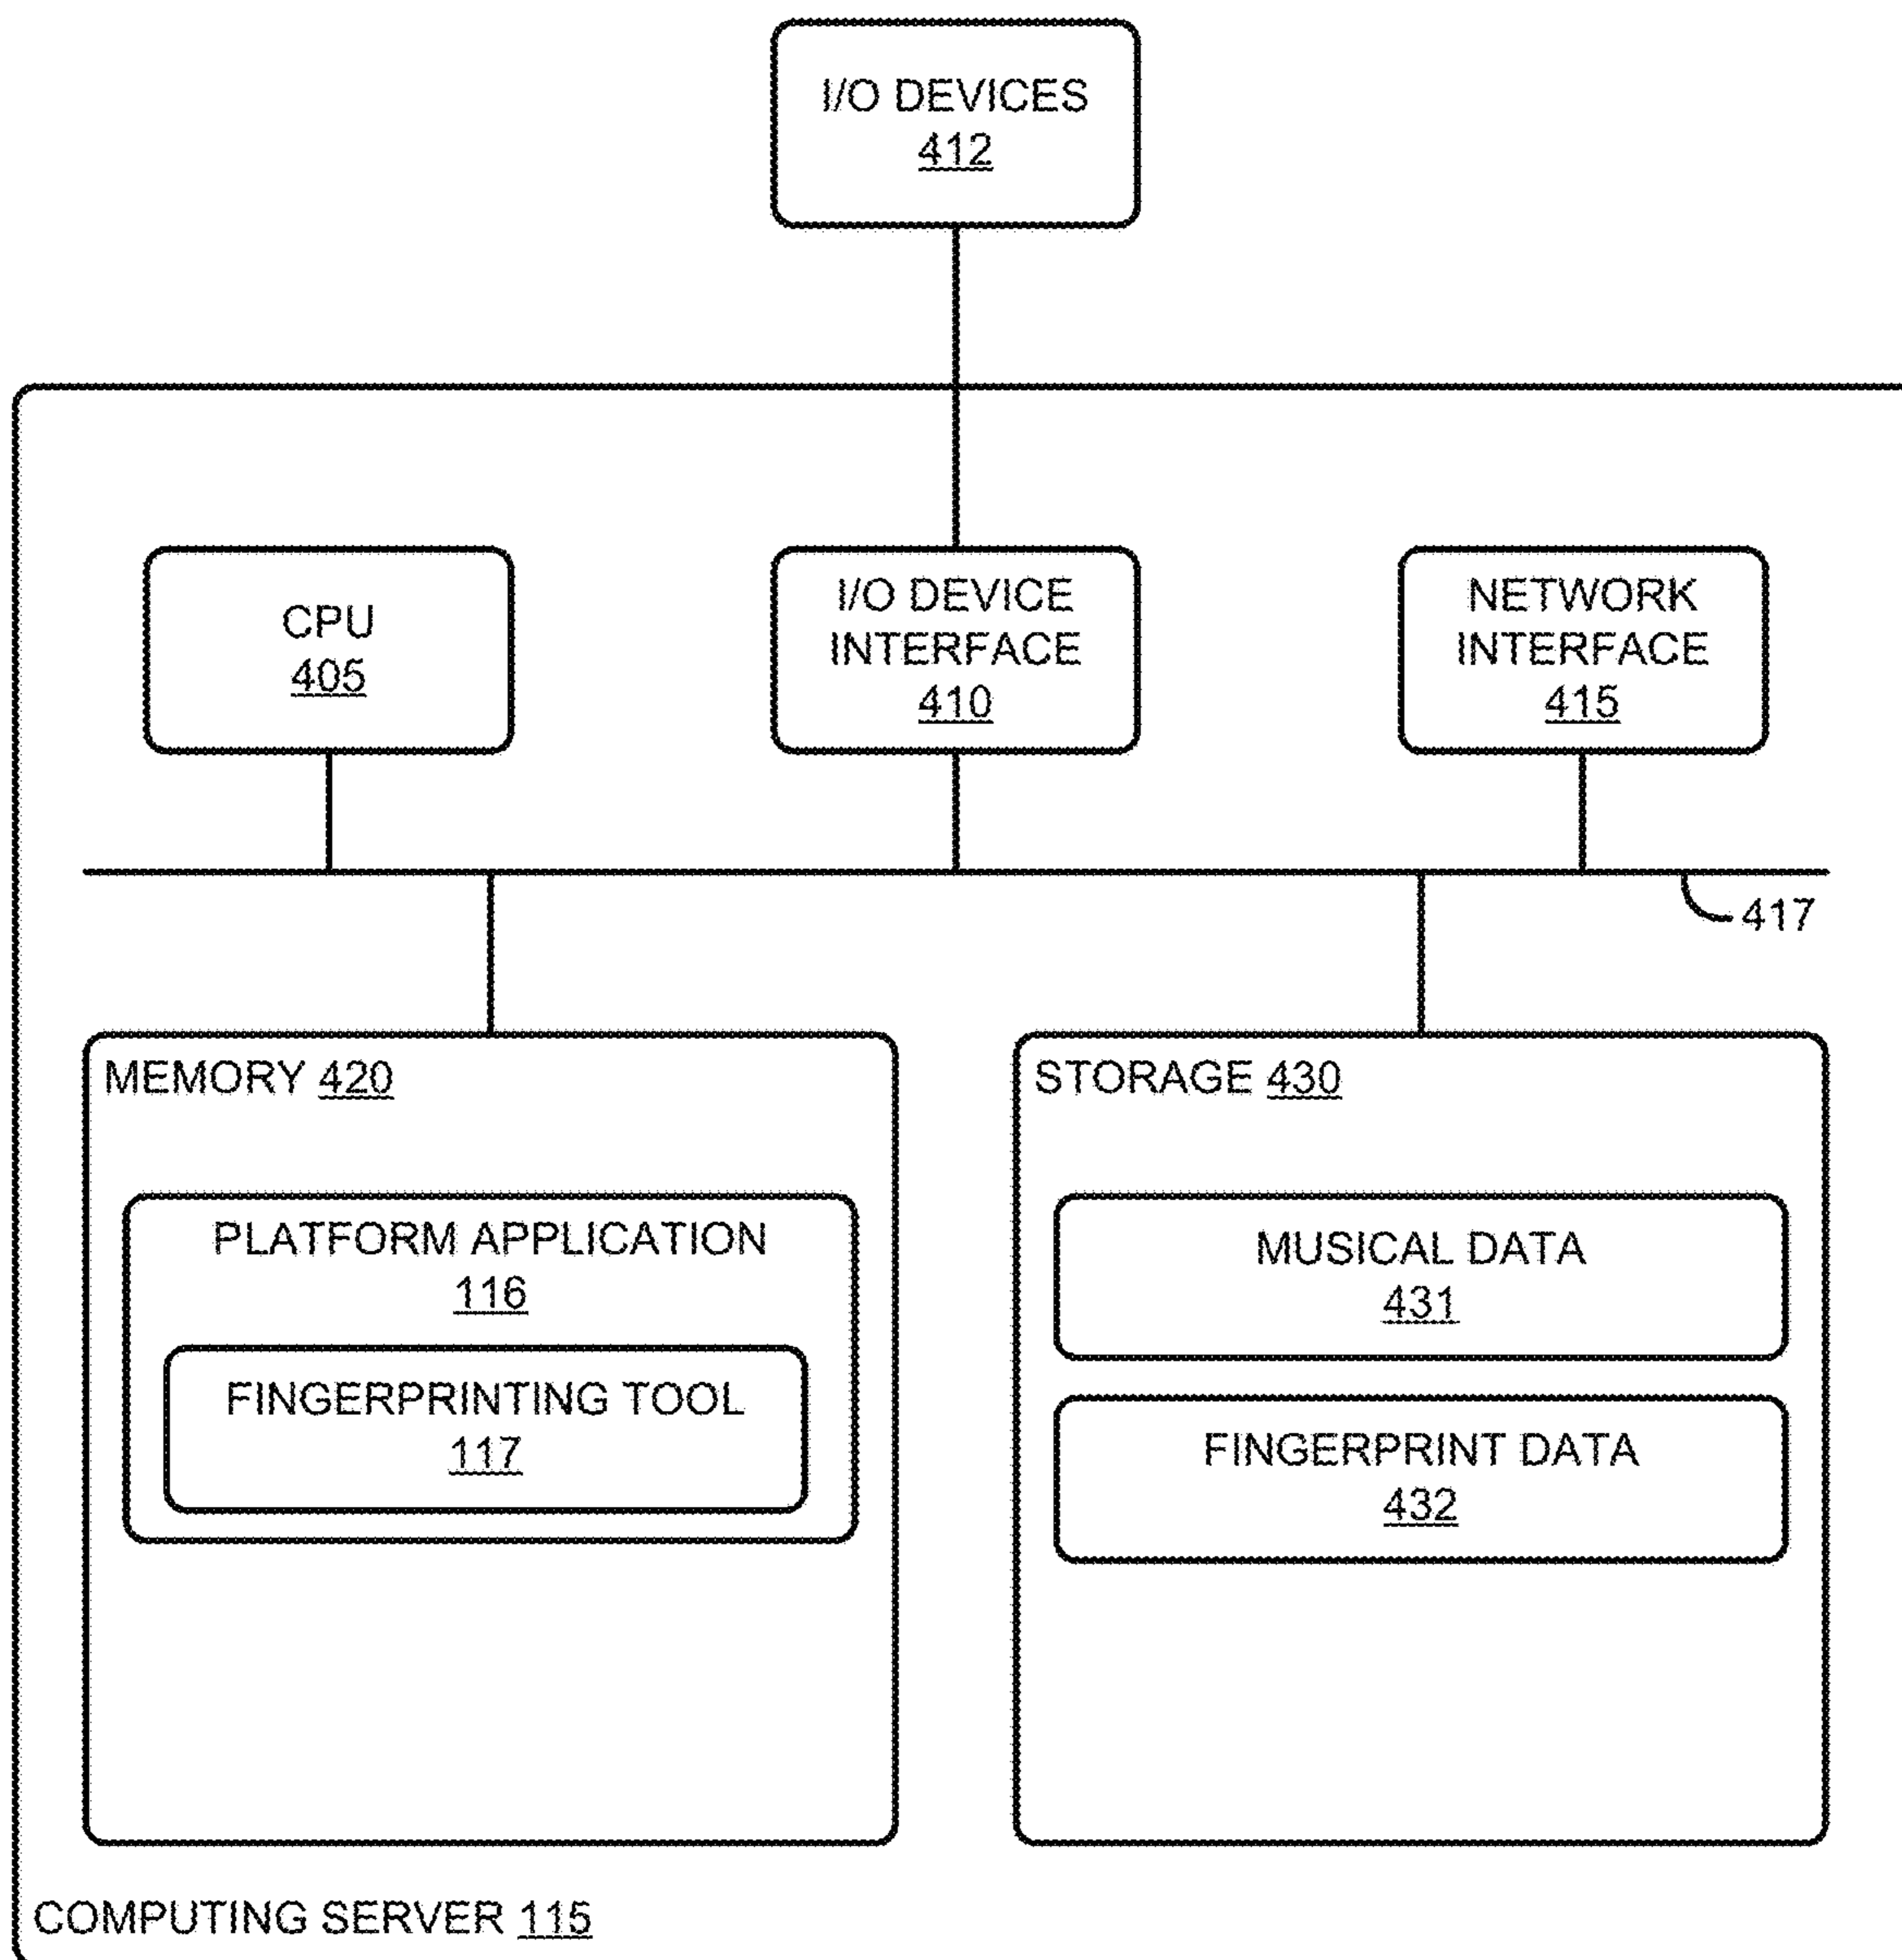 I/O DEVICES
412
CPU
405
I/O DEVICE
INTERFACE
410
NETWORK
INTERFACE
415
417
MEMORY 420
PLATFORM APPLICATION
116
FINGERPRINTING TOOL
117
STORAGE 430
MUSICAL DATA
431
FINGERPRINT DATA
432
COMPUTING SERVER 115